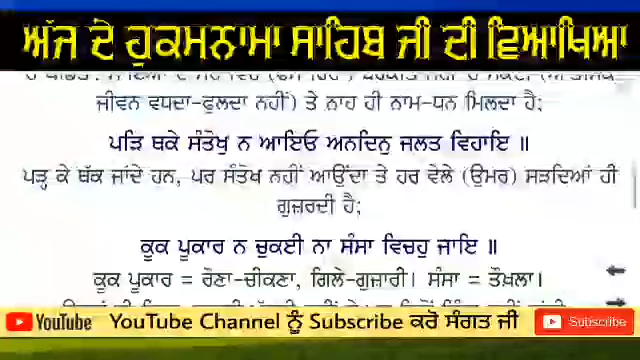 ਅੱਜ ਦੇ ਹੁਕਮਨਾਮਾ ਸਾਹਿਬ ਜੀ ਦੀ ਵਿਆਖਿਆ
ਜੀਵਨ ਵਧਦਾ-ਫੁਲਦਾ ਨਹੀਂ) ਤੇ ਨਾਹ ਹੀ ਨਾਮ-ਧਨ ਮਿਲਦਾ ਹੈ;
ਪੜਿ ਥਕੇ ਸੰਤੋਖੁ ਨ ਆਇਓ ਅਨਦਿਨੁ ਜਲਤ ਵਿਹਾਇ ॥
ਪੜ੍ਹ ਕੇ ਥੱਕ ਜਾਂਦੇ ਹਨ, ਪਰ ਸੰਤੋਖ ਨਹੀਂ ਆਉਂਦਾ ਤੇ ਹਰ ਵੇਲੇ (ਉਮਰ) ਸੜਦਿਆਂ ਹੀ
ਗੁਜ਼ਰਦੀ ਹੈ;
ਕੂਕ ਪੂਕਾਰ ਨ ਚੁਕਈ ਨਾ ਸੰਸਾ ਵਿਚਹੁ ਜਾਇ ॥
ਕੂਕ ਪੂਕਾਰ = ਰੋਣਾ-ਚੀਕਣਾ, ਗਿਲੇ-ਗੁਜ਼ਾਰੀ। ਸੰਸਾ = ਤੌਖ਼ਲਾ।
YouTube YouTube Channel ਨੂੰ Subscribe ਕਰੋ ਸੰਗਤ ਜੀ Subscribe